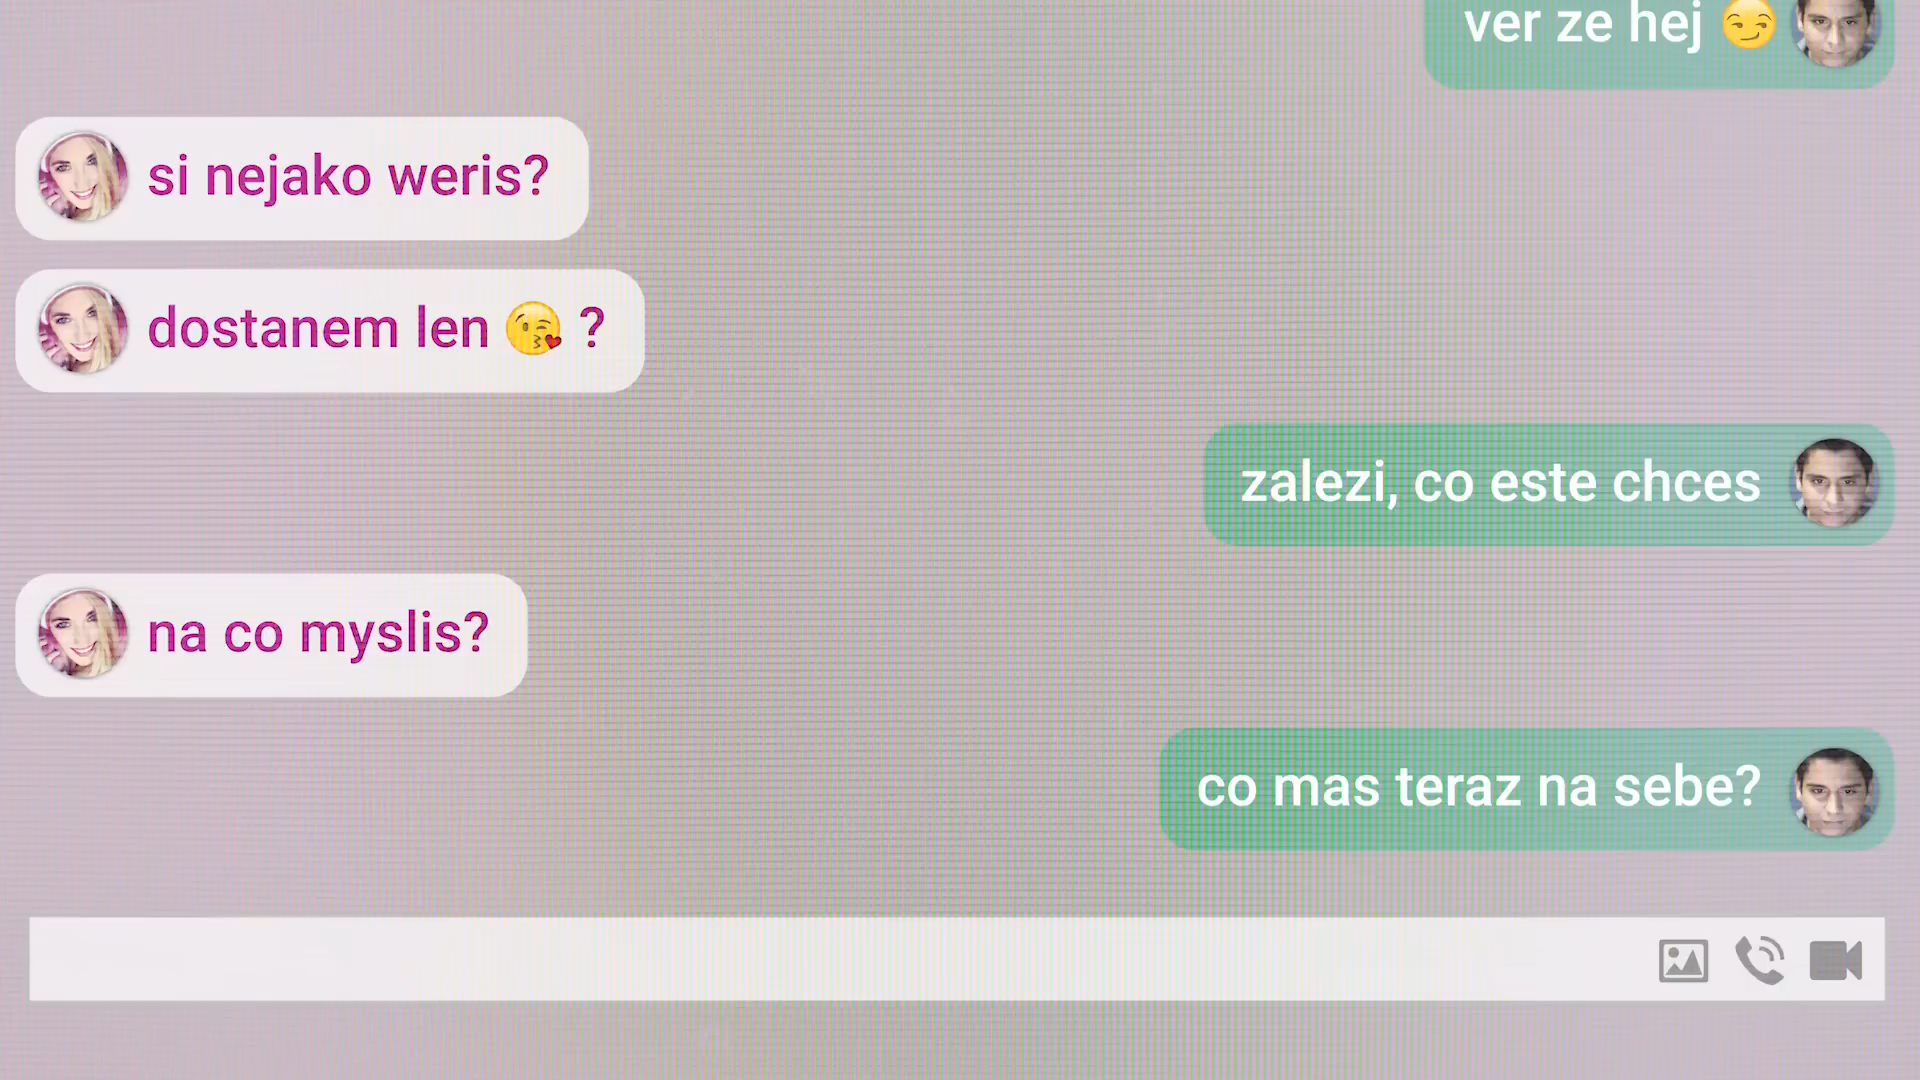 ver ze hej 😏
si nejako weris?
dostanem len 😘 ?
zalezi, co este chces
na co myslis?
co mas teraz na sebe?